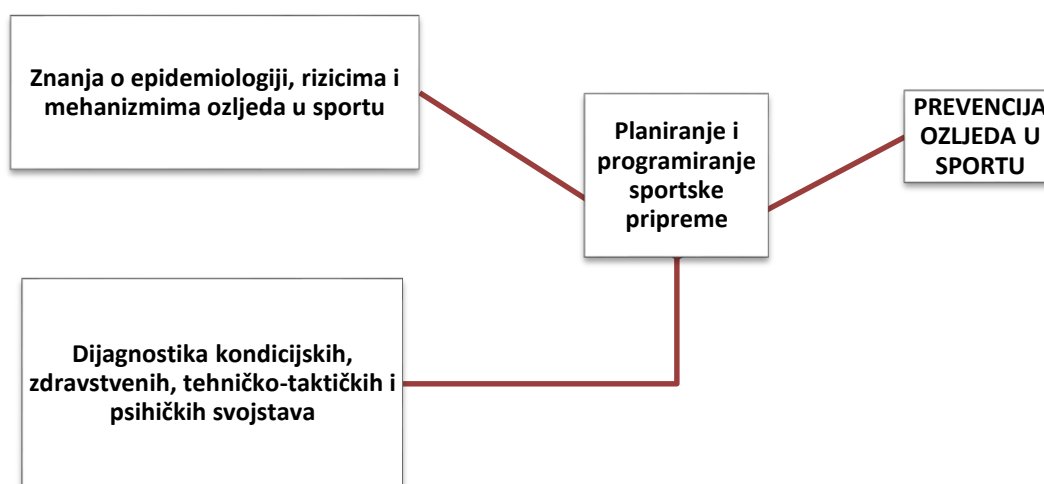 Znanja o epidemiologiji, rizicima i
mehanizmima ozljeda u sportu
Planiranje i
programiranje
sportske
pripreme
PREVENCIJA
OZLJEDA U
SPORTU
Dijagnostika kondicijskih,
zdravstvenih, tehničko-taktičkih i
psihičkih svojstava